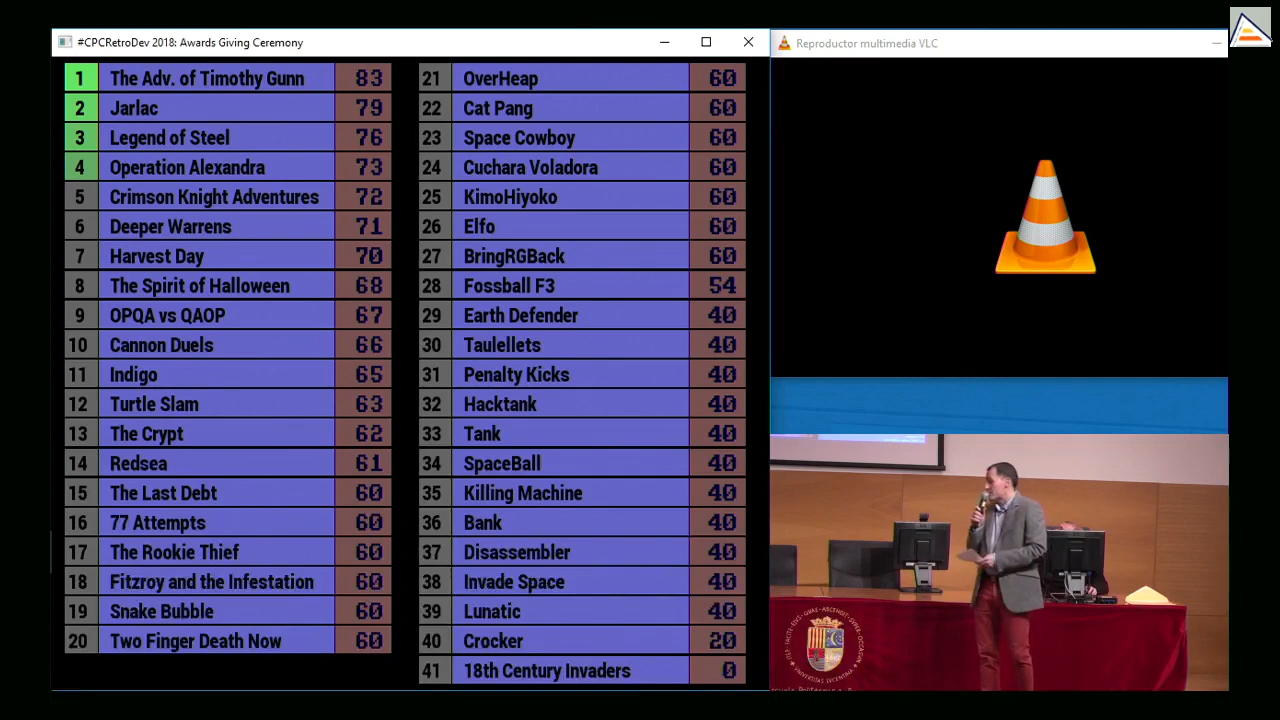 #CPCRetroDev 2018: Awards Giving Ceremony
1 The Adv. of Timothy Gunn 83
2 Jarlac 79
3 Legend of Steel 76
4 Operation Alexandra 73
5 Crimson Knight Adventures 72
6 Deeper Warrens 71
7 Harvest Day 70
8 The Spirit of Halloween 68
9 OPQA vs QAOP 67
10 Cannon Duels 66
11 Indigo 65
12 Turtle Slam 63
13 The Crypt 62
14 Redsea 61
15 The Last Debt 60
16 77 Attempts 60
17 The Rookie Thief 60
18 Fitzroy and the Infestation 60
19 Snake Bubble 60
20 Two Finger Death Now 60
21 OverHeap 60
22 Cat Pang 60
23 Space Cowboy 60
24 Cuchara Voladora 60
25 KimoHiyoko 60
26 Elfo 60
27 BringRGBack 60
28 Fossball F3 54
29 Earth Defender 40
30 Taulellets 40
31 Penalty Kicks 40
32 Hacktank 40
33 Tank 40
34 SpaceBall 40
35 Killing Machine 40
36 Bank 40
37 Disassembler 40
38 Invade Space 40
39 Lunatic 40
40 Crocker 20
41 18th Century Invaders 0
Reproductor multimedia VLC